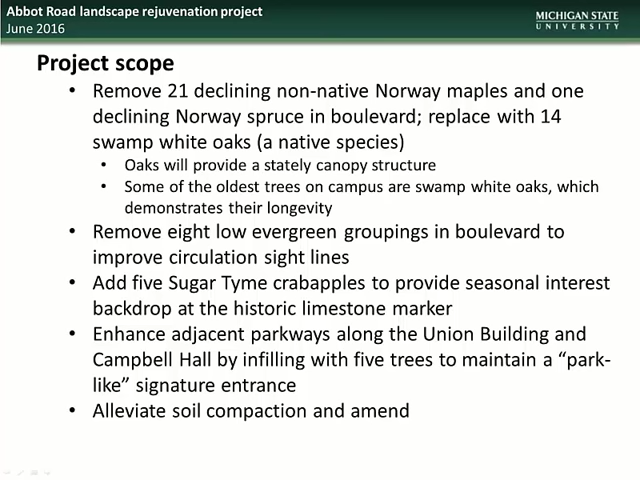 Abbot Road landscape rejuvenation project
June 2016
MICHIGAN STATE
UNIVERSITY
Project scope
• Remove 21 declining non-native Norway maples and one
declining Norway spruce in boulevard; replace with 14
swamp white oaks (a native species)
• Oaks will provide a stately canopy structure
• Some of the oldest trees on campus are swamp white oaks, which
demonstrates their longevity
• Remove eight low evergreen groupings in boulevard to
improve circulation sight lines
• Add five Sugar Tyme crabapples to provide seasonal interest
backdrop at the historic limestone marker
• Enhance adjacent parkways along the Union Building and
Campbell Hall by infilling with five trees to maintain a “park-
like” signature entrance
• Alleviate soil compaction and amend